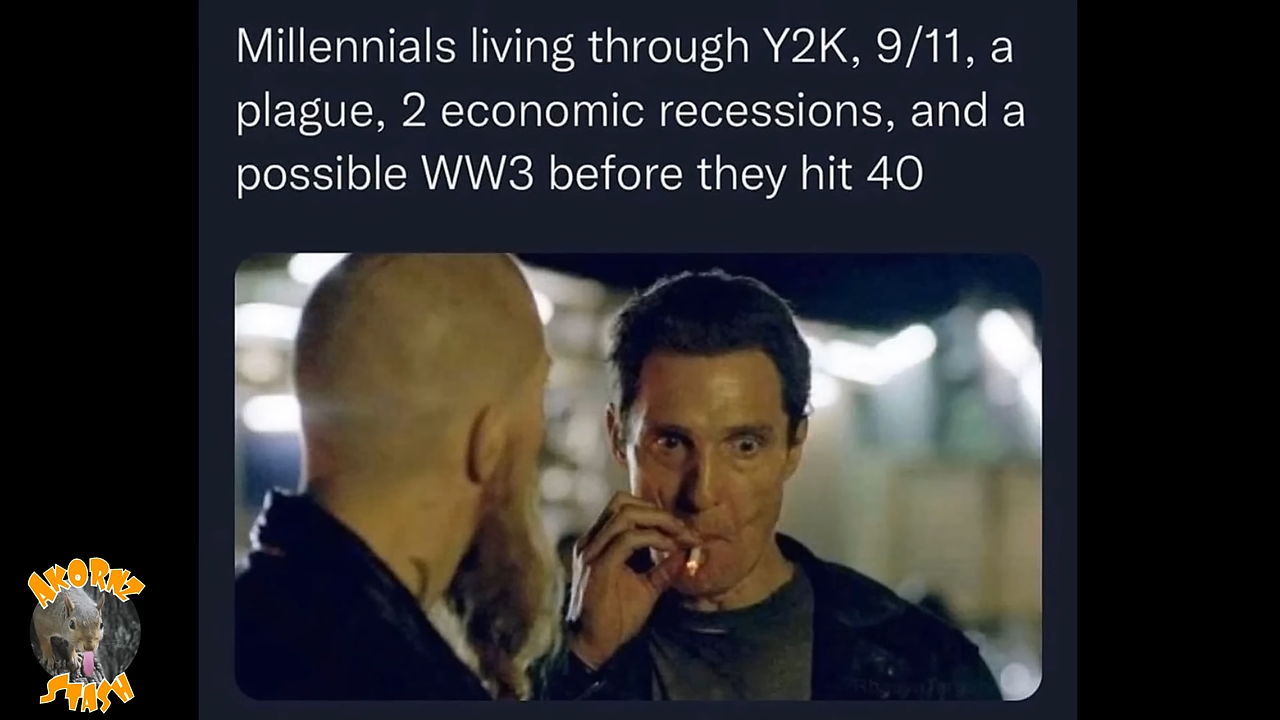 Millennials living through Y2K, 9/11, a
plague, 2 economic recessions, and a
possible WW3 before they hit 40
AKORNZ
STASH